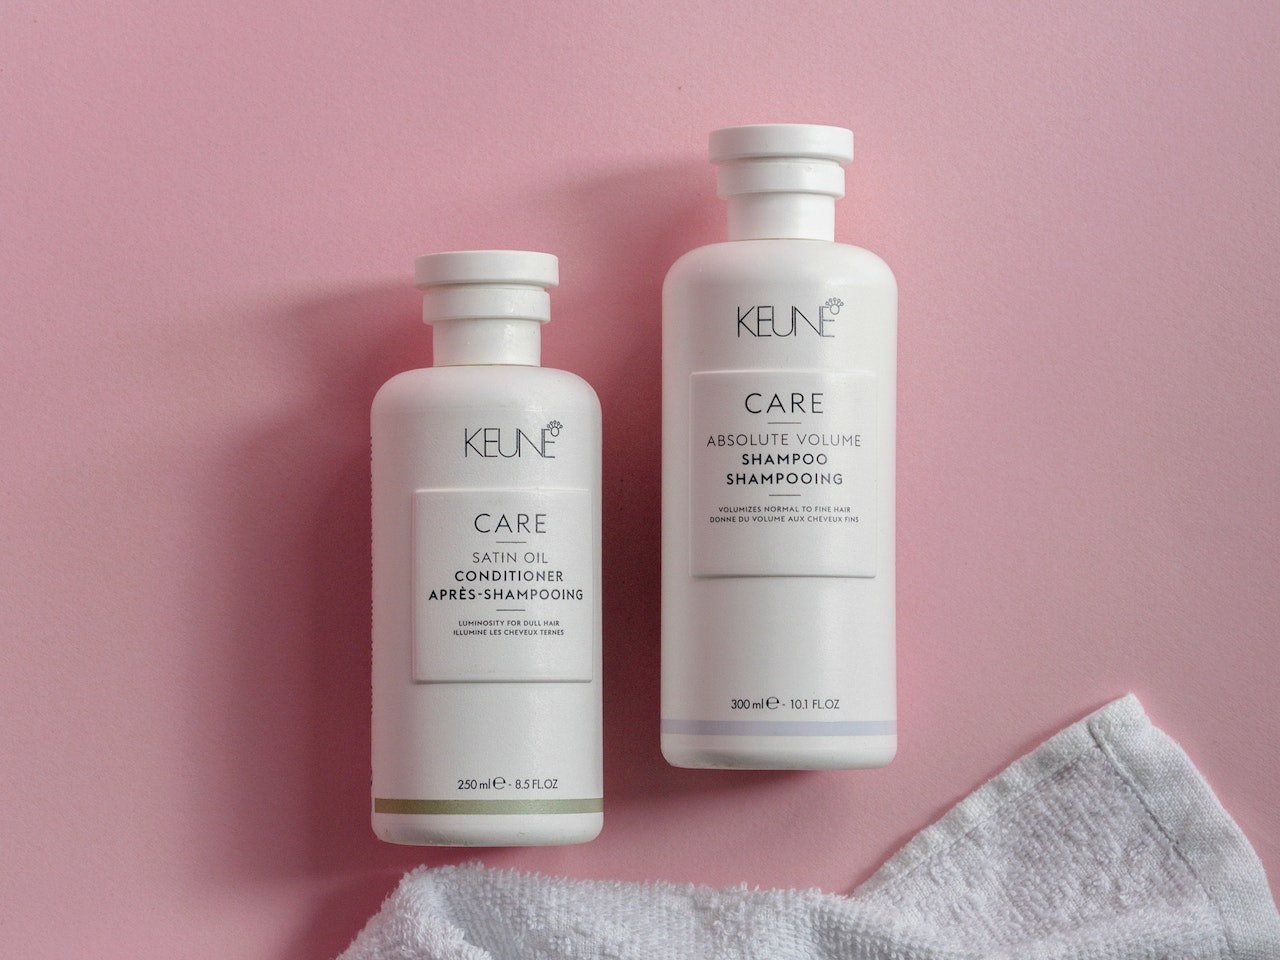 KEUNE
CARE
SATIN OIL
CONDITIONER
APRÈS-SHAMPOOING
LUMINOSITY FOR DULL HAIR
ILLUMINE LES CHEVEUX TERNES
250 ml ℮ - 8.5 FL.OZ
KEUNE
CARE
ABSOLUTE VOLUME
SHAMPOO
SHAMPOOING
VOLUMIZES NORMAL TO FINE HAIR
DONNE DU VOLUME AUX CHEVEUX FINS
300 ml ℮ - 10.1 FL.OZ